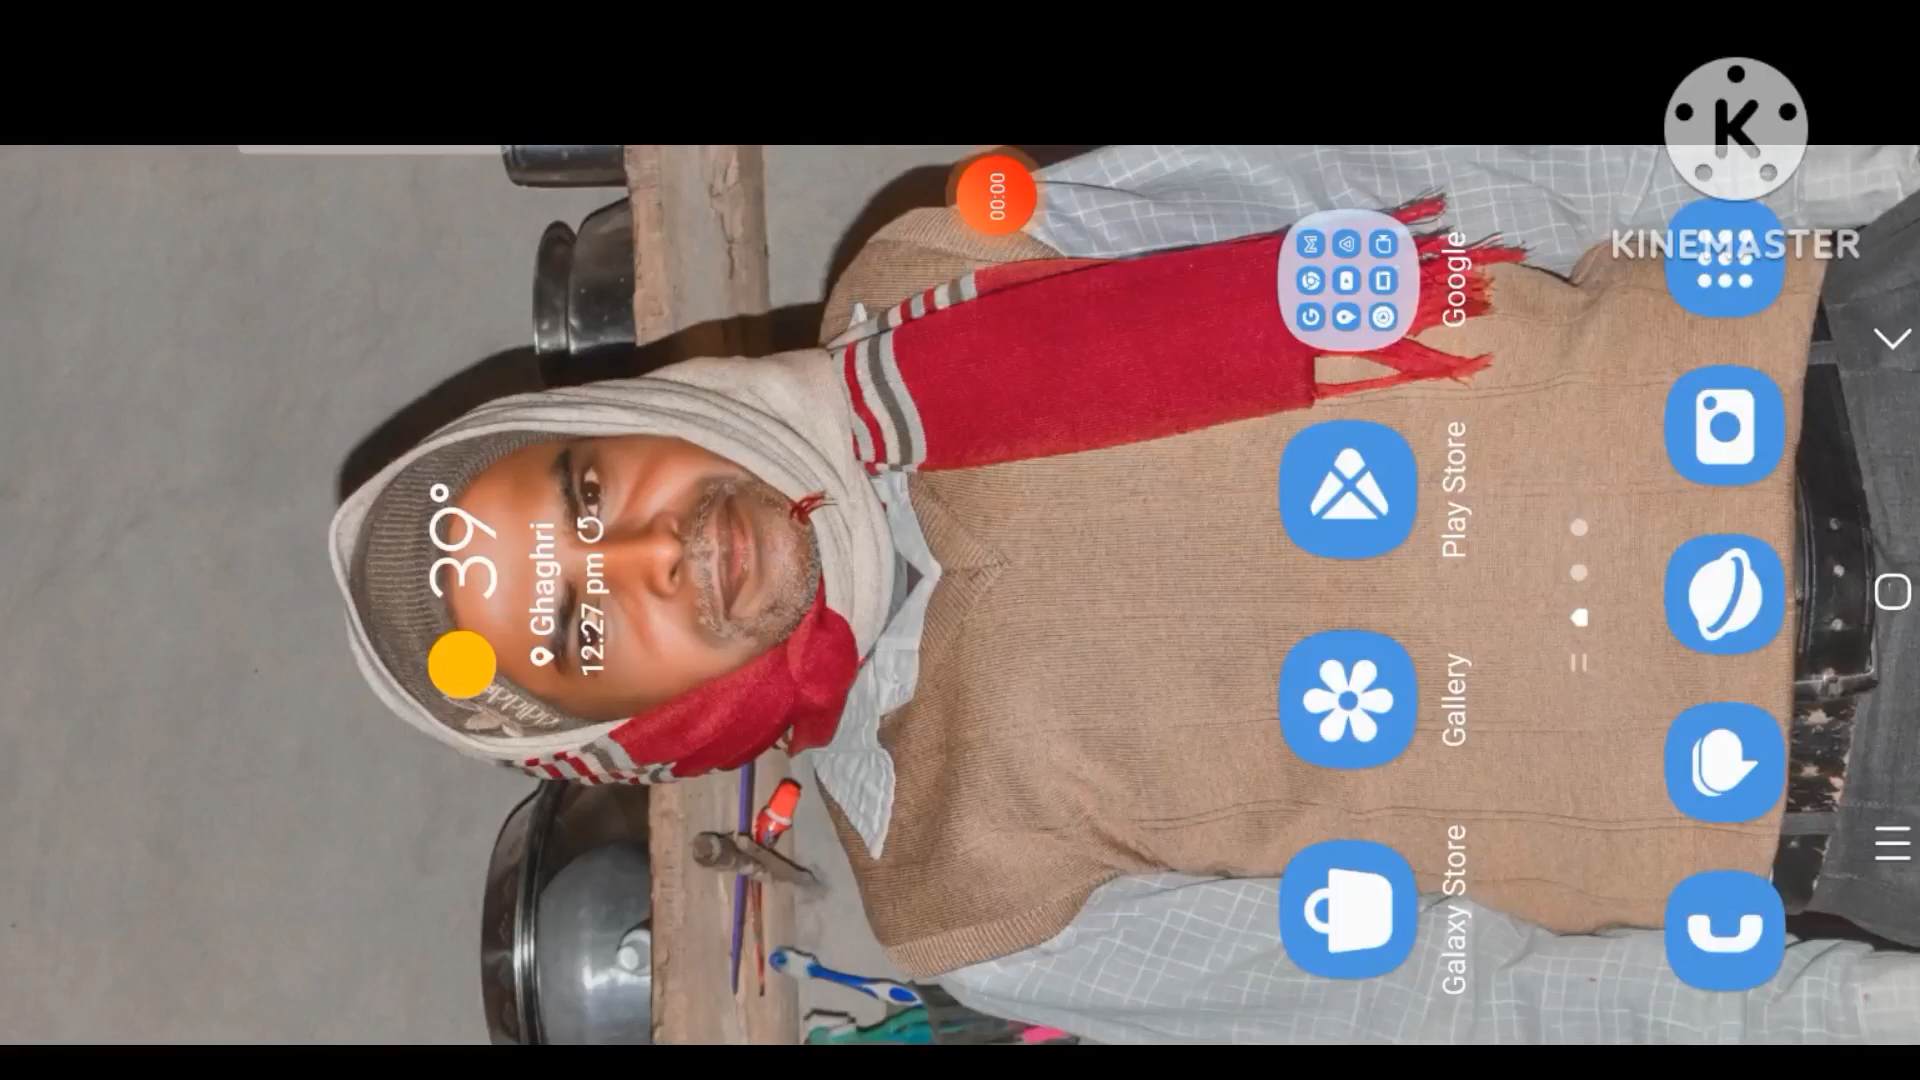 K
KINEMASTER
00:00
39°
Ghaghri
12:27 pm
Galaxy Store
Gallery
Play Store
Google